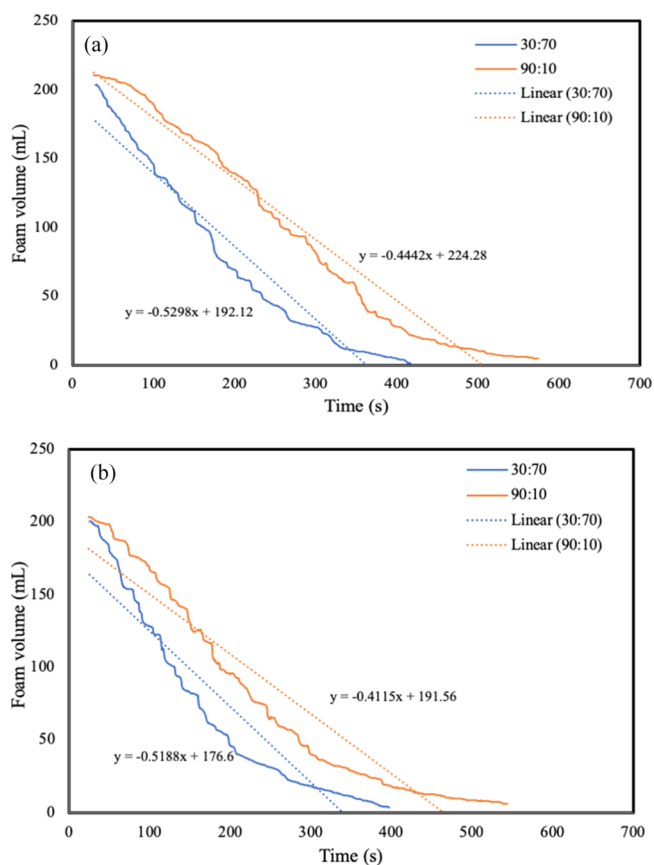 (a)
250
200
150
100
50
0
Foam volume (mL)
30:70
90:10
Linear (30:70)
Linear (90:10)
y = -0.4442x + 224.28
y = -0.5298x + 192.12
0 100 200 300 400 500 600 700
Time (s)
(b)
250
200
150
100
50
0
Foam volume (mL)
30:70
90:10
Linear (30:70)
Linear (90:10)
y = -0.4115x + 191.56
y = -0.5188x + 176.6
0 100 200 300 400 500 600 700
Time (s)